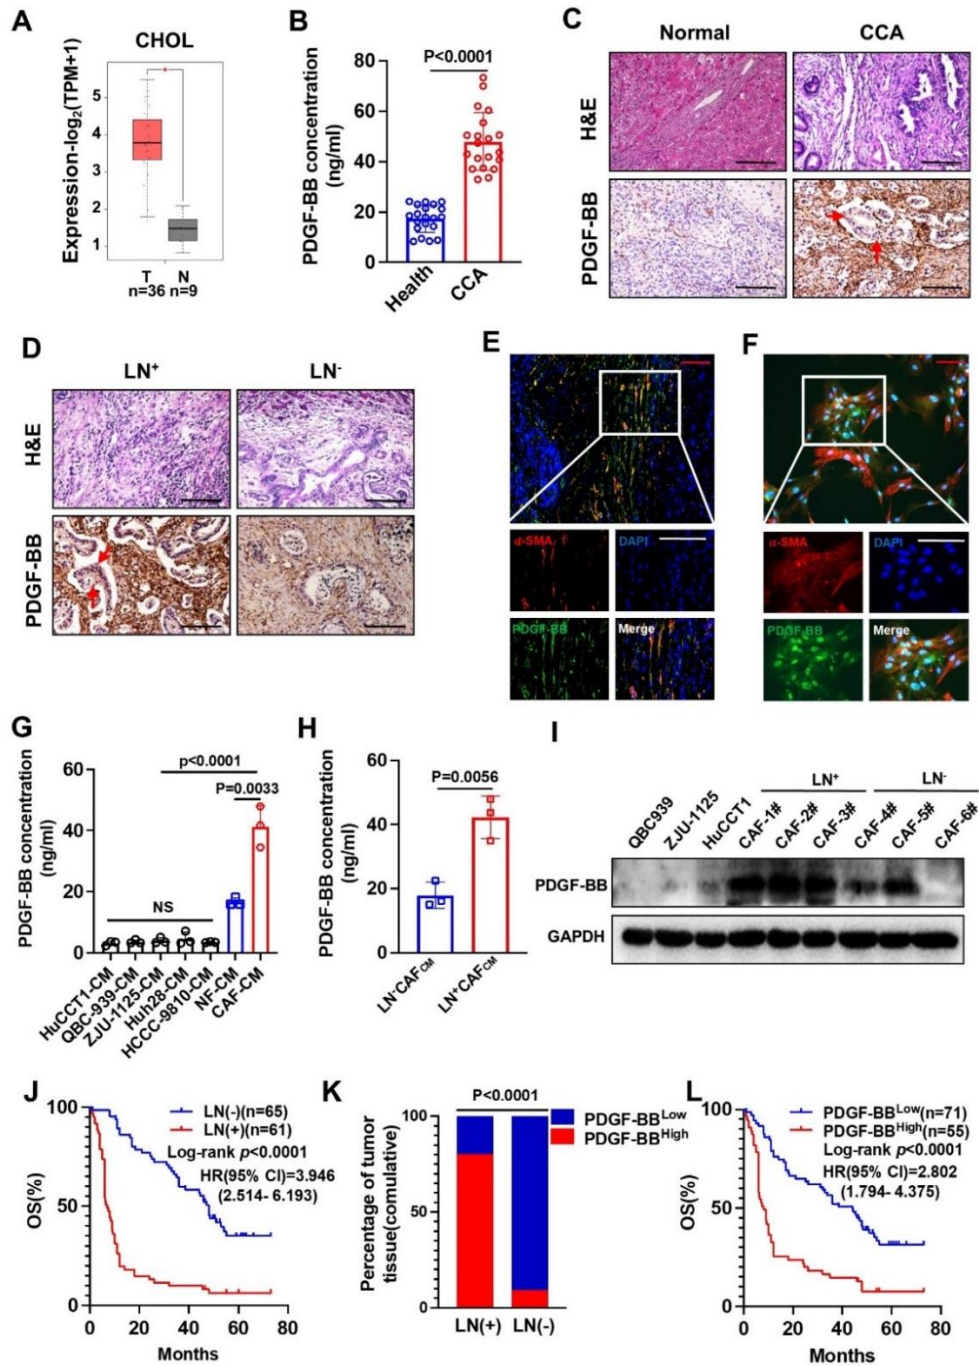 A
CHOL
Expression-log2(TPM+1)
5
4
3
2
1
*
T N
n=36 n=9
B
P<0.0001
PDGF-BB concentration
(ng/ml)
80
60
40
20
0
Health
CCA
C
Normal
CCA
H&E
PDGF-BB
D
LN+
LN-
H&E
PDGF-BB
E
α-SMA
DAPI
PDGF-BB
Merge
F
α-SMA
DAPI
PDGF-BB
Merge
G
PDGF-BB concentration
(ng/ml)
60
40
20
0
p<0.0001
P=0.0033
NS
HuCCT1-CM
QBC-939-CM
ZJU-1125-CM
Huh28-CM
HCCC-9810-CM
NF-CM
CAF-CM
H
PDGF-BB concentration
(ng/ml)
60
40
20
0
P=0.0056
LN-CAFCM
LN+CAFCM
I
LN+
LN-
QBC939
ZJU-1125
HuCCT1
CAF-1#
CAF-2#
CAF-3#
CAF-4#
CAF-5#
CAF-6#
PDGF-BB
GAPDH
J
OS(%)
100
50
0
0 20 40 60 80
Months
LN(-)(n=65)
LN(+)(n=61)
Log-rank p<0.0001
HR(95% CI)=3.946
(2.514- 6.193)
K
P<0.0001
Percentage of tumor
tissue(comulative)
100
50
0
LN(+) LN(-)
PDGF-BBLow
PDGF-BBHigh
L
OS(%)
100
50
0
0 20 40 60 80
Months
PDGF-BBLow(n=71)
PDGF-BBHigh(n=55)
Log-rank p<0.0001
HR(95% CI)=2.802
(1.794- 4.375)